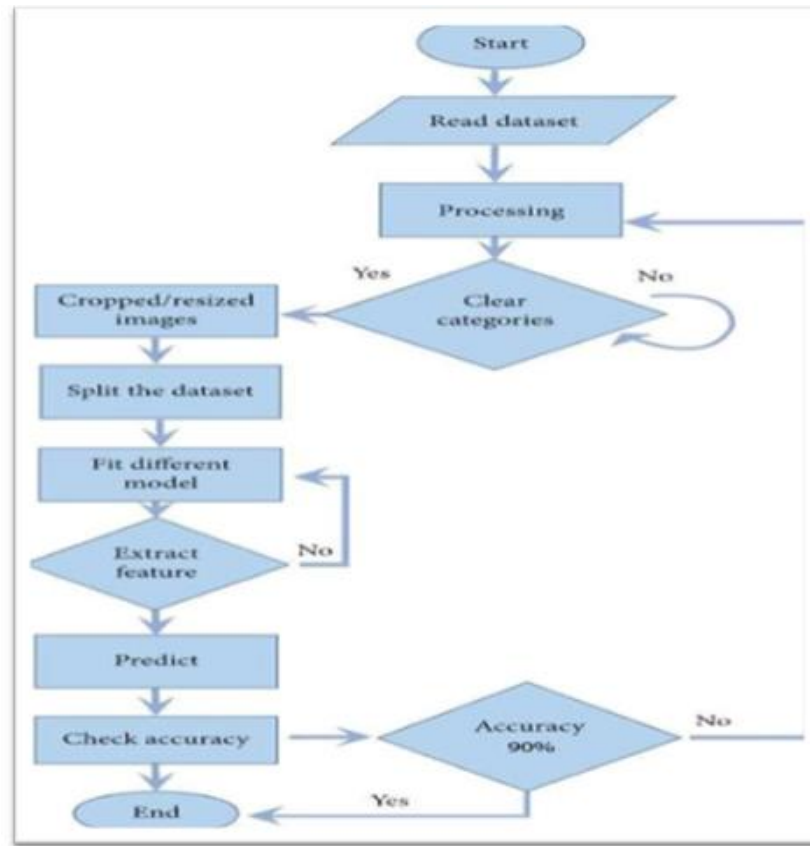 Start
Read dataset
Processing
Yes
No
Clear
categories
Cropped/resized
images
Split the dataset
Fit different
model
Extract
feature
No
Predict
Check accuracy
Accuracy
90%
No
Yes
End